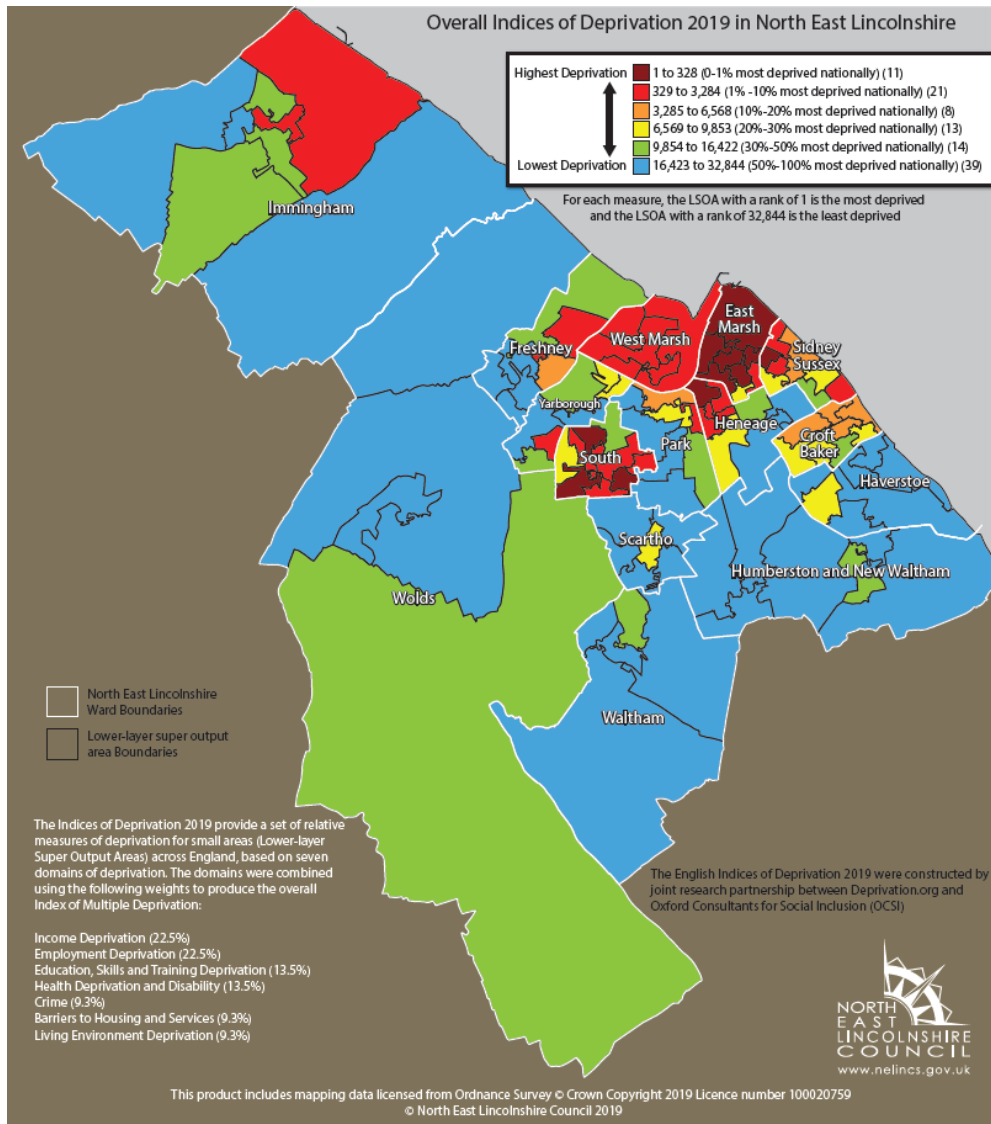 Overall Indices of Deprivation 2019 in North East Lincolnshire
Highest Deprivation
Lowest Deprivation
1 to 328 (0-1% most deprived nationally) (11)
329 to 3,284 (1% -10% most deprived nationally) (21)
3,285 to 6,568 (10%-20% most deprived nationally) (8)
6,569 to 9,853 (20%-30% most deprived nationally) (13)
9,854 to 16,422 (30%-50% most deprived nationally) (14)
16,423 to 32,844 (50%-100% most deprived nationally) (39)
For each measure, the LSOA with a rank of 1 is the most deprived
and the LSOA with a rank of 32,844 is the least deprived
Immingham
Freshney
West Marsh
East
Marsh
Sidney
Sussex
Yarborough
Heneage
South
Park
Croft
Baker
Haverstoe
Scartho
Humberston and New Waltham
Wolds
Waltham
North East Lincolnshire
Ward Boundaries
Lower-layer super output
area Boundaries
The Indices of Deprivation 2019 provide a set of relative
measures of deprivation for small areas (Lower-layer
Super Output Areas) across England, based on seven
domains of deprivation. The domains were combined
using the following weights to produce the overall
Index of Multiple Deprivation:
Income Deprivation (22.5%)
Employment Deprivation (22.5%)
Education, Skills and Training Deprivation (13.5%)
Health Deprivation and Disability (13.5%)
Crime (9.3%)
Barriers to Housing and Services (9.3%)
Living Environment Deprivation (9.3%)
The English Indices of Deprivation 2019 were constructed by
joint research partnership between Deprivation.org and
Oxford Consultants for Social Inclusion (OCSI)
NORTH
EAST
LINCOLNSHIRE
COUNCIL
www.nelincs.gov.uk
This product includes mapping data licensed from Ordnance Survey © Crown Copyright 2019 Licence number 100020759
© North East Lincolnshire Council 2019